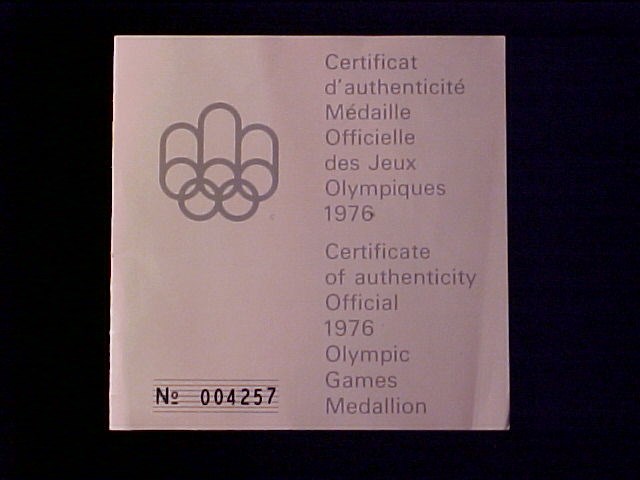 Certificat
d'authenticité
Médaille
Officielle
des Jeux
Olympiques
1976
Certificate
of authenticity
Official
1976
Olympic
Games
Medallion
Nº 004257